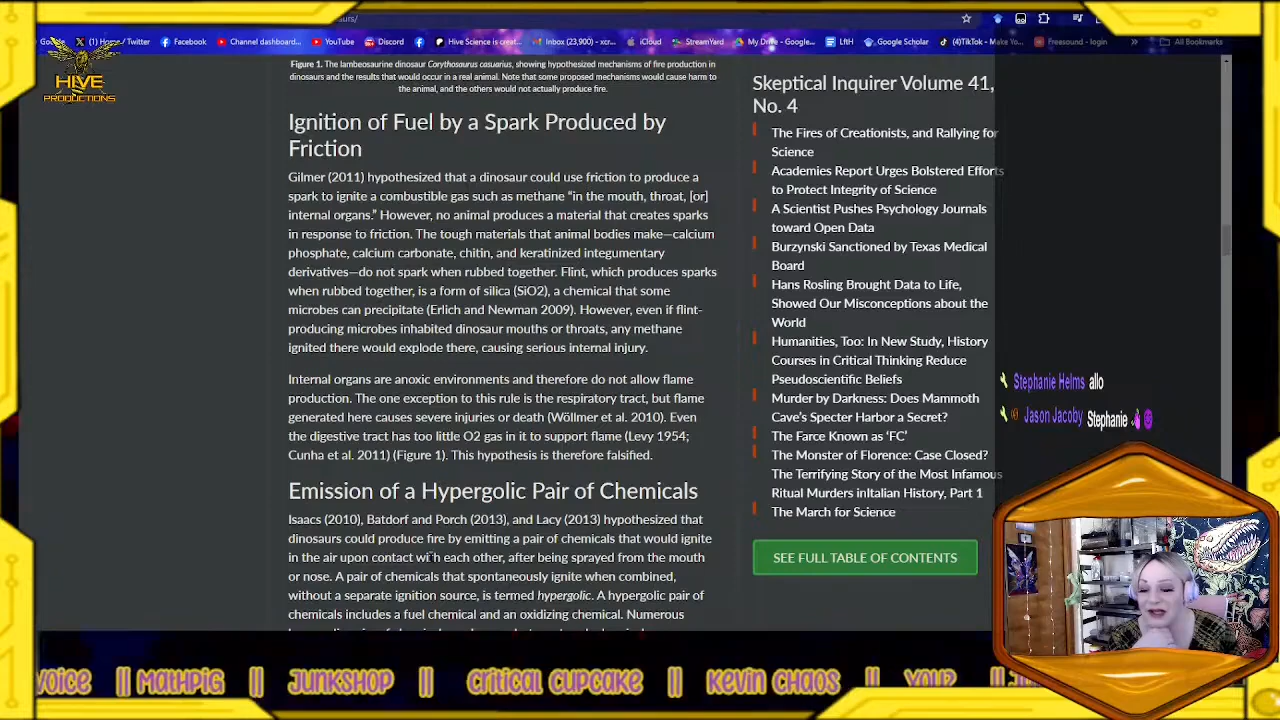 aurs/
(1) Home / Twitter
Facebook
Channel dashboard...
YouTube
Discord
Hive Science is creat...
Inbox (23,900) - xcr...
iCloud
StreamYard
My Drive - Google...
LftH
Google Scholar
(4)TikTok - Make Yo...
Freesound - login
»
All Bookmarks
HIVE
PRODUCTIONS
Figure 1. The lambeosaurine dinosaur Corythosaurus casuarius, showing hypothesized mechanisms of fire production in
dinosaurs and the results that would occur in a real animal. Note that some proposed mechanisms would cause harm to
the animal, and the others would not actually produce fire.
Ignition of Fuel by a Spark Produced by
Friction
Gilmer (2011) hypothesized that a dinosaur could use friction to produce a
spark to ignite a combustible gas such as methane “in the mouth, throat, [or]
internal organs.” However, no animal produces a material that creates sparks
in response to friction. The tough materials that animal bodies make—calcium
phosphate, calcium carbonate, chitin, and keratinized integumentary
derivatives—do not spark when rubbed together. Flint, which produces sparks
when rubbed together, is a form of silica (SiO2), a chemical that some
microbes can precipitate (Erlich and Newman 2009). However, even if flint-
producing microbes inhabited dinosaur mouths or throats, any methane
ignited there would explode there, causing serious internal injury.
Internal organs are anoxic environments and therefore do not allow flame
production. The one exception to this rule is the respiratory tract, but flame
generated here causes severe injuries or death (Wöllmer et al. 2010). Even
the digestive tract has too little O2 gas in it to support flame (Levy 1954;
Cunha et al. 2011) (Figure 1). This hypothesis is therefore falsified.
Emission of a Hypergolic Pair of Chemicals
Isaacs (2010), Batdorf and Porch (2013), and Lacy (2013) hypothesized that
dinosaurs could produce fire by emitting a pair of chemicals that would ignite
in the air upon contact with each other, after being sprayed from the mouth
or nose. A pair of chemicals that spontaneously ignite when combined,
without a separate ignition source, is termed hypergolic. A hypergolic pair of
chemicals includes a fuel chemical and an oxidizing chemical. Numerous
Skeptical Inquirer Volume 41,
No. 4
The Fires of Creationists, and Rallying for
Science
Academies Report Urges Bolstered Efforts
to Protect Integrity of Science
A Scientist Pushes Psychology Journals
toward Open Data
Burzynski Sanctioned by Texas Medical
Board
Hans Rosling Brought Data to Life,
Showed Our Misconceptions about the
World
Humanities, Too: In New Study, History
Courses in Critical Thinking Reduce
Pseudoscientific Beliefs
Murder by Darkness: Does Mammoth
Cave’s Specter Harbor a Secret?
The Farce Known as ‘FC’
The Monster of Florence: Case Closed?
The Terrifying Story of the Most Infamous
Ritual Murders inItalian History, Part 1
The March for Science
SEE FULL TABLE OF CONTENTS
Stephanie Helms allo
Jason Jacoby Stephanie
VOICE || MATHPIG || JUNKSHOP || CRITICAL CUPCAKE || KEVIN CHAOS || YOU? ||